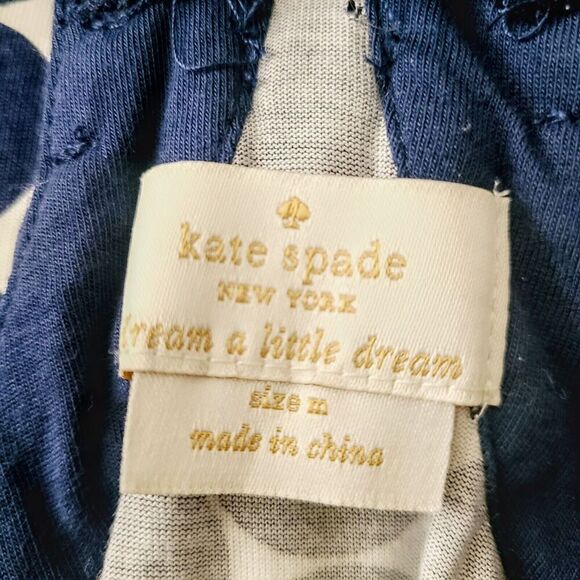 kate spade
NEW YORK
dream a little dream
size m
made in china